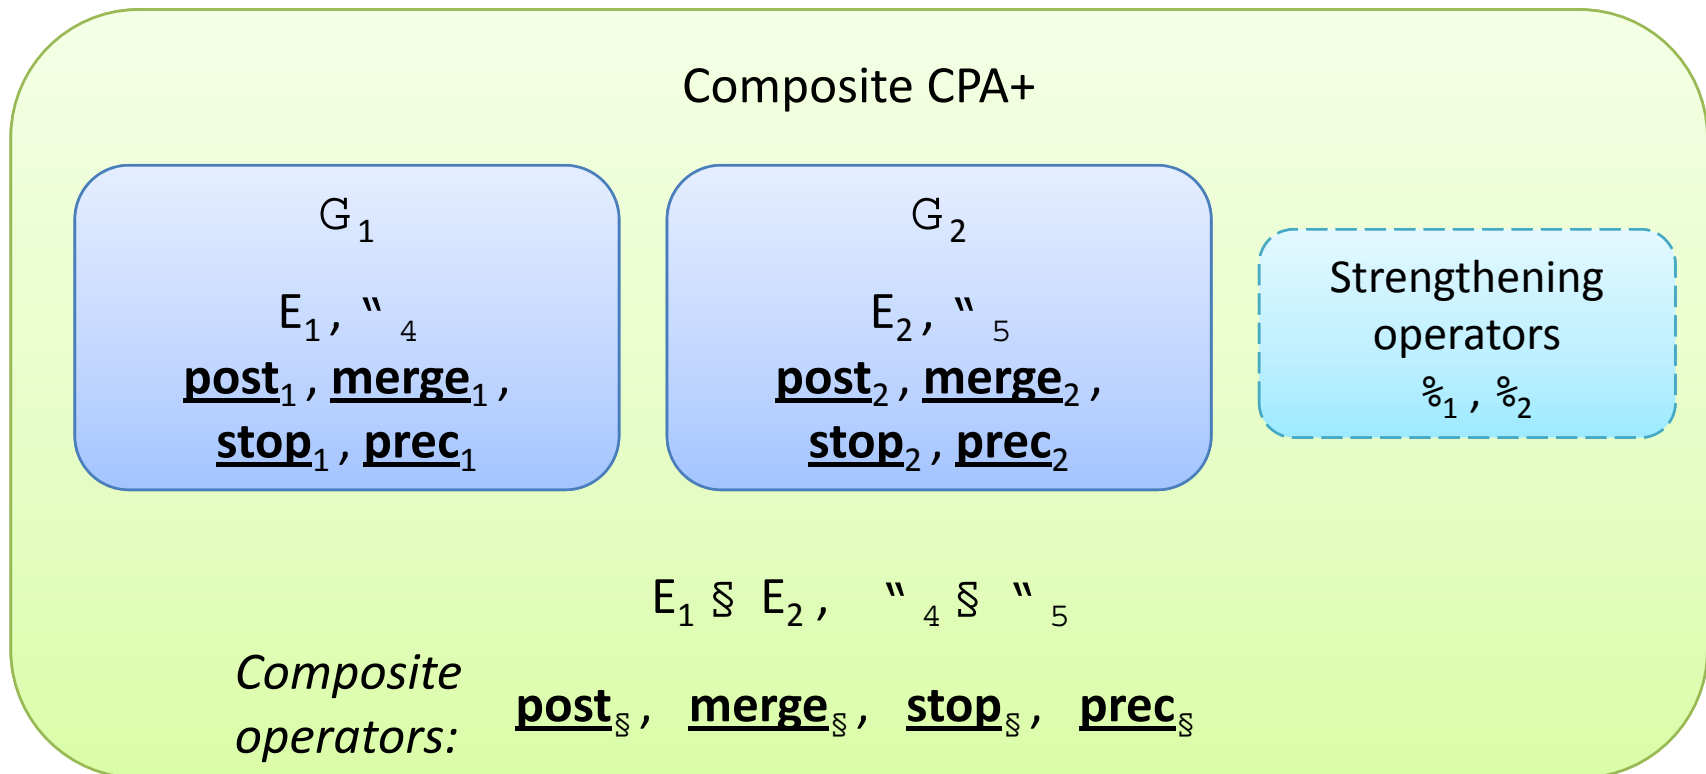 Composite CPA+
G₁
E₁, “ ₄
post₁, merge₁,
stop₁, prec₁
G₂
E₂, “ ₅
post₂, merge₂,
stop₂, prec₂
Strengthening
operators
%₁, %₂
E₁ § E₂, “ ₄ § “ ₅
Composite
operators:
post§, merge§, stop§, prec§